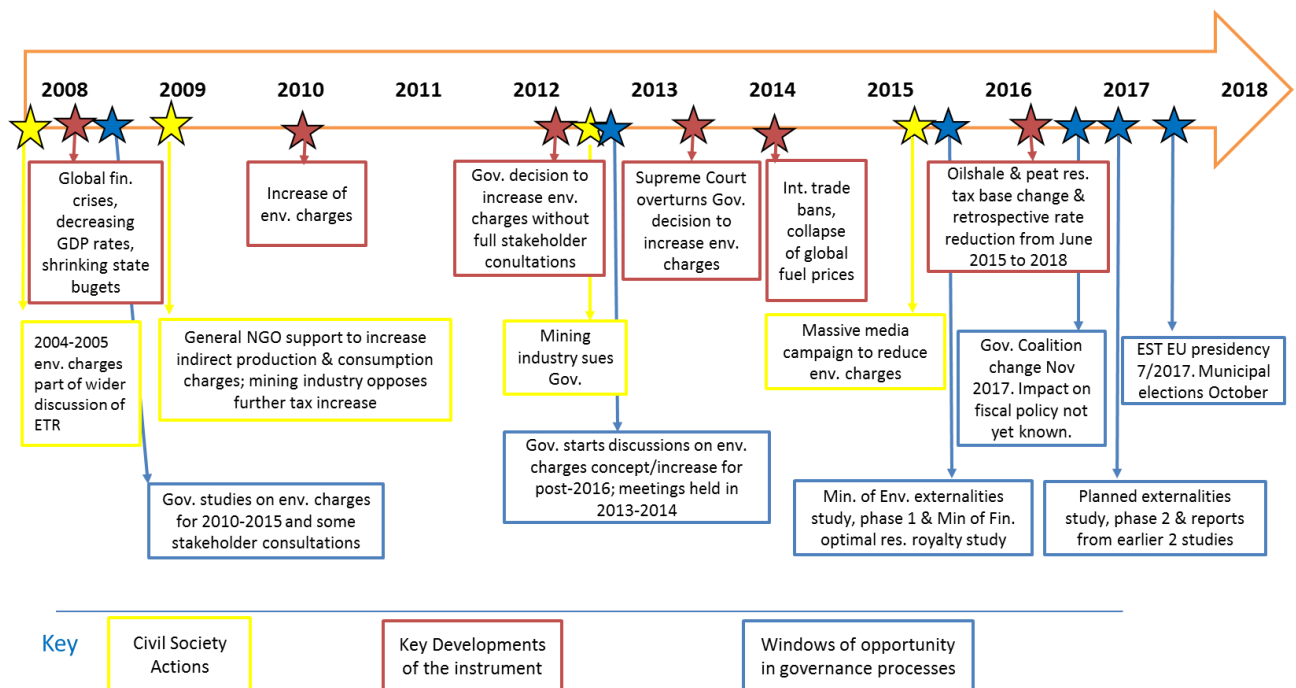 2008
2009
2010
2011
2012
2013
2014
2015
2016
2017
2018
Global fin.
crises,
decreasing
GDP rates,
shrinking state
bugets
Increase of
env. charges
Gov. decision to
increase env.
charges without
full stakeholder
conultations
Supreme Court
overturns Gov.
decision to
increase env.
charges
Int. trade
bans,
collapse
of global
fuel prices
Oilshale & peat res.
tax base change &
retrospective rate
reduction from June
2015 to 2018
2004-2005
env. charges
part of wider
discussion of
ETR
General NGO support to increase
indirect production & consumption
charges; mining industry opposes
further tax increase
Mining
industry sues
Gov.
Massive media
campaign to reduce
env. charges
Gov. Coalition
change Nov
2017. Impact on
fiscal policy not
yet known.
EST EU presidency
7/2017. Municipal
elections October
Gov. studies on env. charges
for 2010-2015 and some
stakeholder consultations
Gov. starts discussions on env.
charges concept/increase for
post-2016; meetings held in
2013-2014
Min. of Env. externalities
study, phase 1 & Min of Fin.
optimal res. royalty study
Planned externalities
study, phase 2 & reports
from earlier 2 studies
Key
Civil Society
Actions
Key Developments
of the instrument
Windows of opportunity
in governance processes